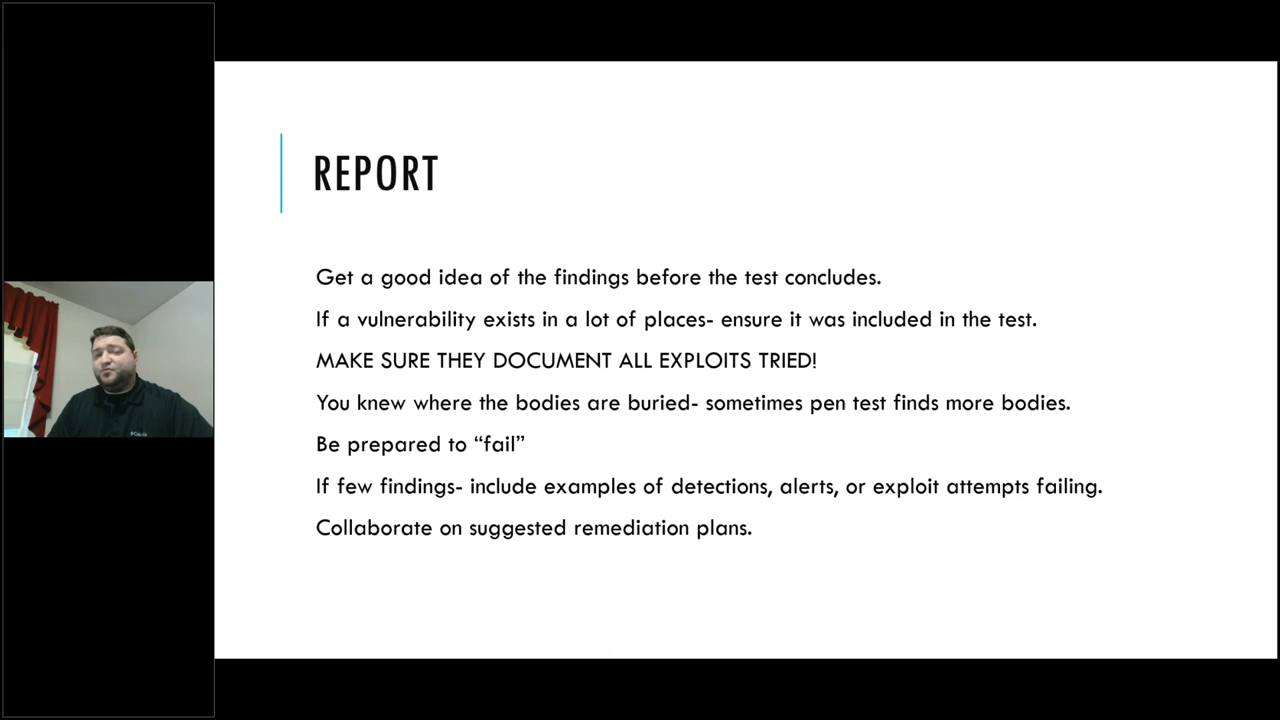 REPORT
Get a good idea of the findings before the test concludes.
If a vulnerability exists in a lot of places- ensure it was included in the test.
MAKE SURE THEY DOCUMENT ALL EXPLOITS TRIED!
You knew where the bodies are buried- sometimes pen test finds more bodies.
Be prepared to “fail”
If few findings- include examples of detections, alerts, or exploit attempts failing.
Collaborate on suggested remediation plans.